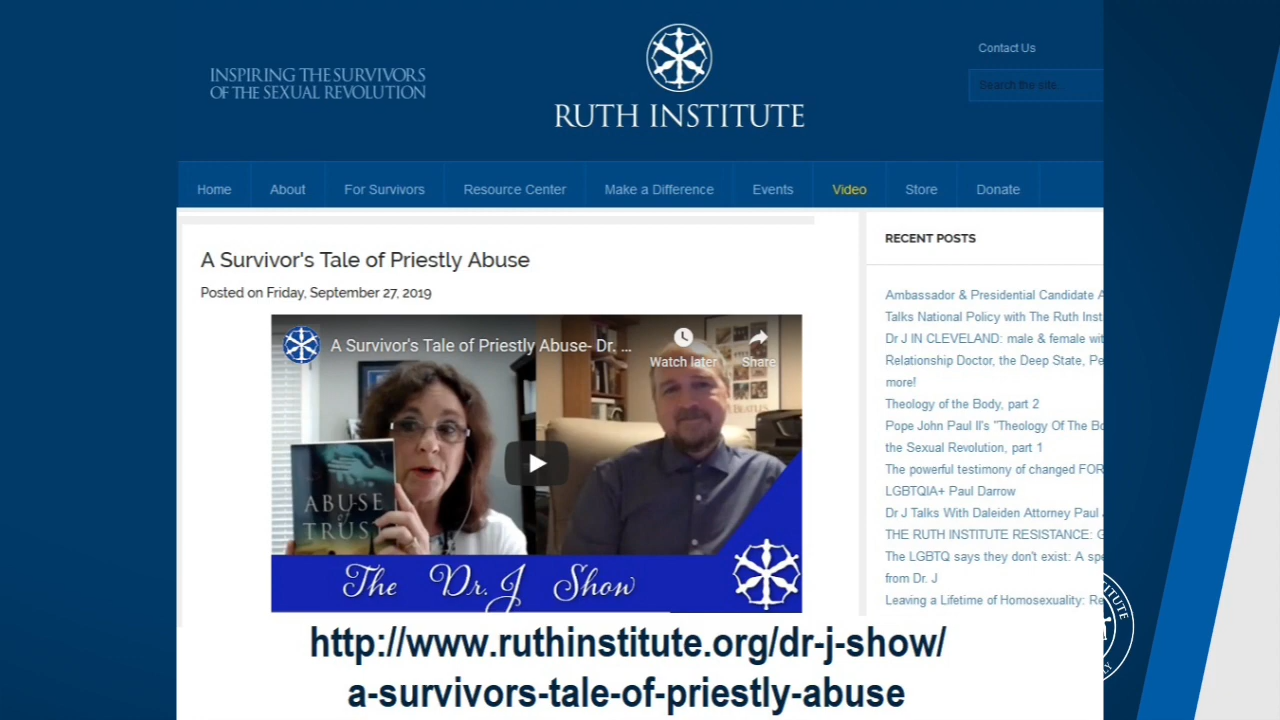 INSPIRING THE SURVIVORS
OF THE SEXUAL REVOLUTION
RUTH INSTITUTE
Contact Us
Search the site..
Home About For Survivors Resource Center Make a Difference Events Video Store Donate
A Survivor's Tale of Priestly Abuse
Posted on Friday, September 27, 2019
A Survivor's Tale of Priestly Abuse- Dr. ...
Watch later
Share
BEATLES
ABUSE
of
TRUST
The Dr. J Show
RECENT POSTS
Ambassador & Presidential Candidate A
Talks National Policy with The Ruth Inst
Dr J IN CLEVELAND: male & female wit
Relationship Doctor, the Deep State, Pe
more!
Theology of the Body, part 2
Pope John Paul II's "Theology Of The Bo
the Sexual Revolution, part 1
The powerful testimony of changed FOR
LGBTQIA+ Paul Darrow
Dr J Talks With Daleiden Attorney Paul
THE RUTH INSTITUTE RESISTANCE: G
The LGBTQ says they don't exist: A spe
from Dr. J
Leaving a Lifetime of Homosexuality: Re
http://www.ruthinstitute.org/dr-j-show/
a-survivors-tale-of-priestly-abuse